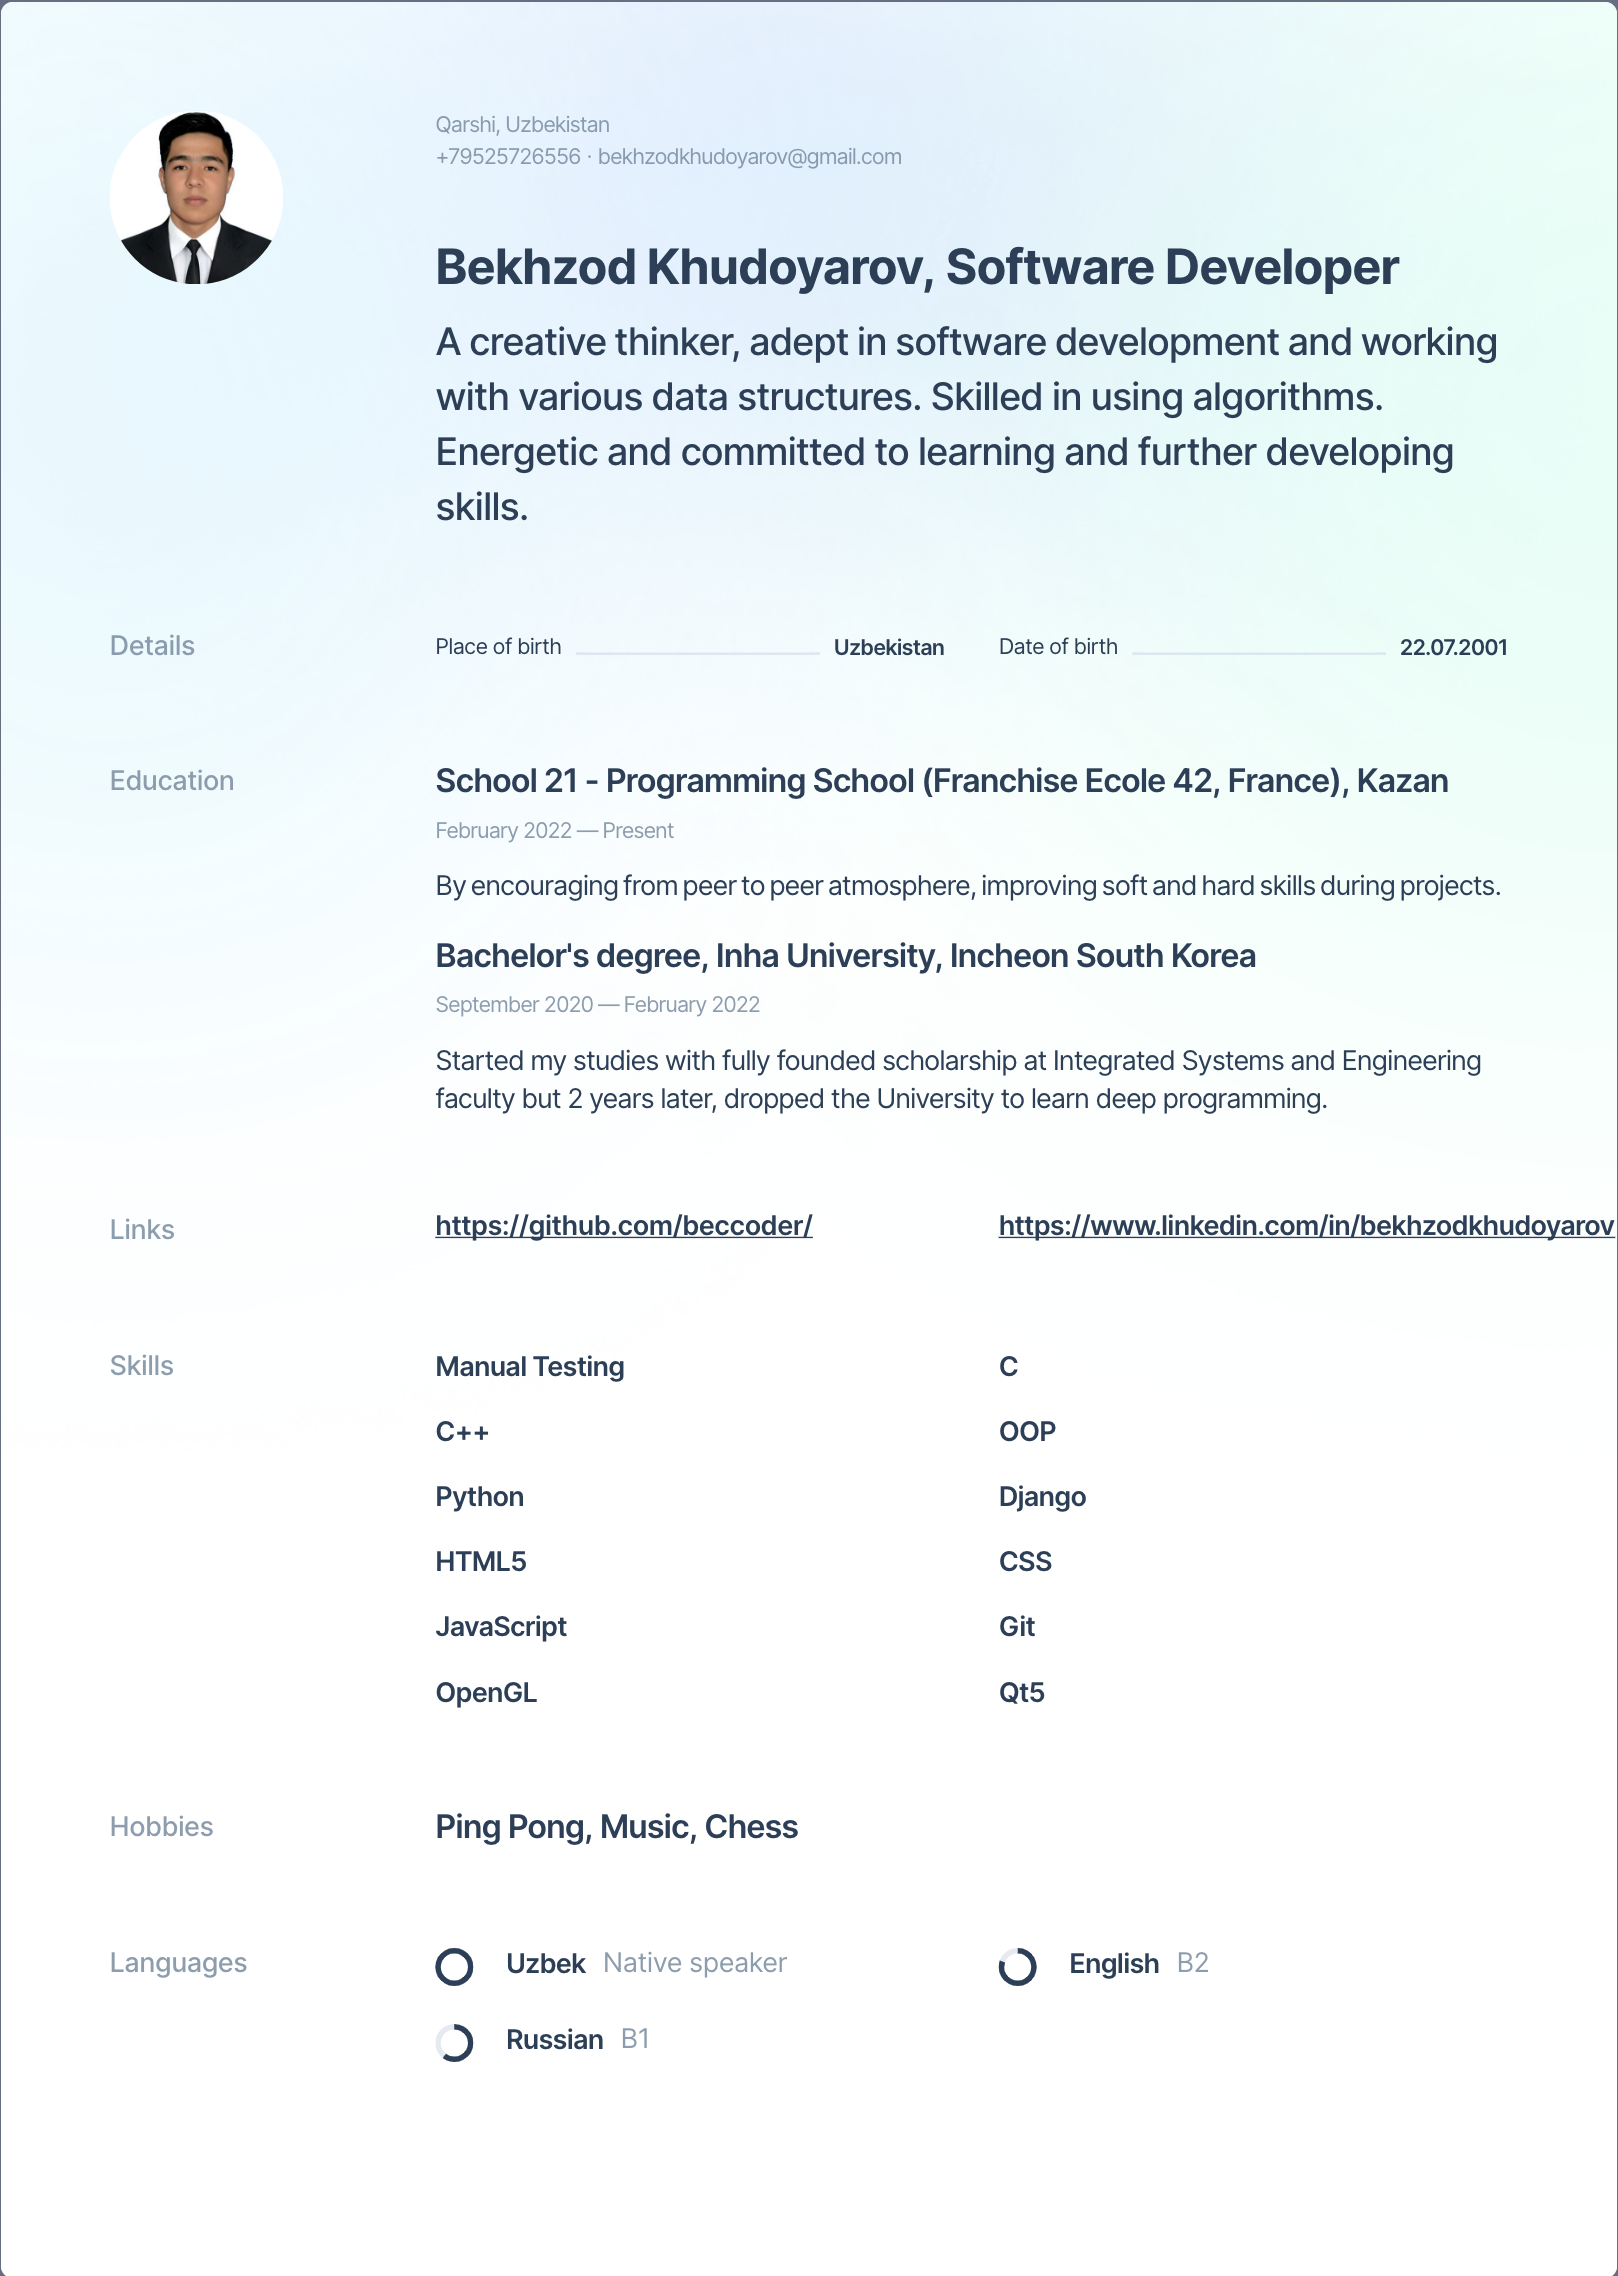 Qarshi, Uzbekistan
+79525726556 · bekhzodkhudoyarov@gmail.com
Bekhzod Khudoyarov, Software Developer
A creative thinker, adept in software development and working
with various data structures. Skilled in using algorithms.
Energetic and committed to learning and further developing
skills.
Details
Place of birth Uzbekistan Date of birth 22.07.2001
Education
School 21 - Programming School (Franchise Ecole 42, France), Kazan
February 2022 — Present
By encouraging from peer to peer atmosphere, improving soft and hard skills during projects.
Bachelor's degree, Inha University, Incheon South Korea
September 2020 — February 2022
Started my studies with fully founded scholarship at Integrated Systems and Engineering
faculty but 2 years later, dropped the University to learn deep programming.
Links
https://github.com/beccoder/ https://www.linkedin.com/in/bekhzodkhudoyarov
Skills
Manual Testing C
C++ OOP
Python Django
HTML5 CSS
JavaScript Git
OpenGL Qt5
Hobbies
Ping Pong, Music, Chess
Languages
Uzbek Native speaker English B2
Russian B1